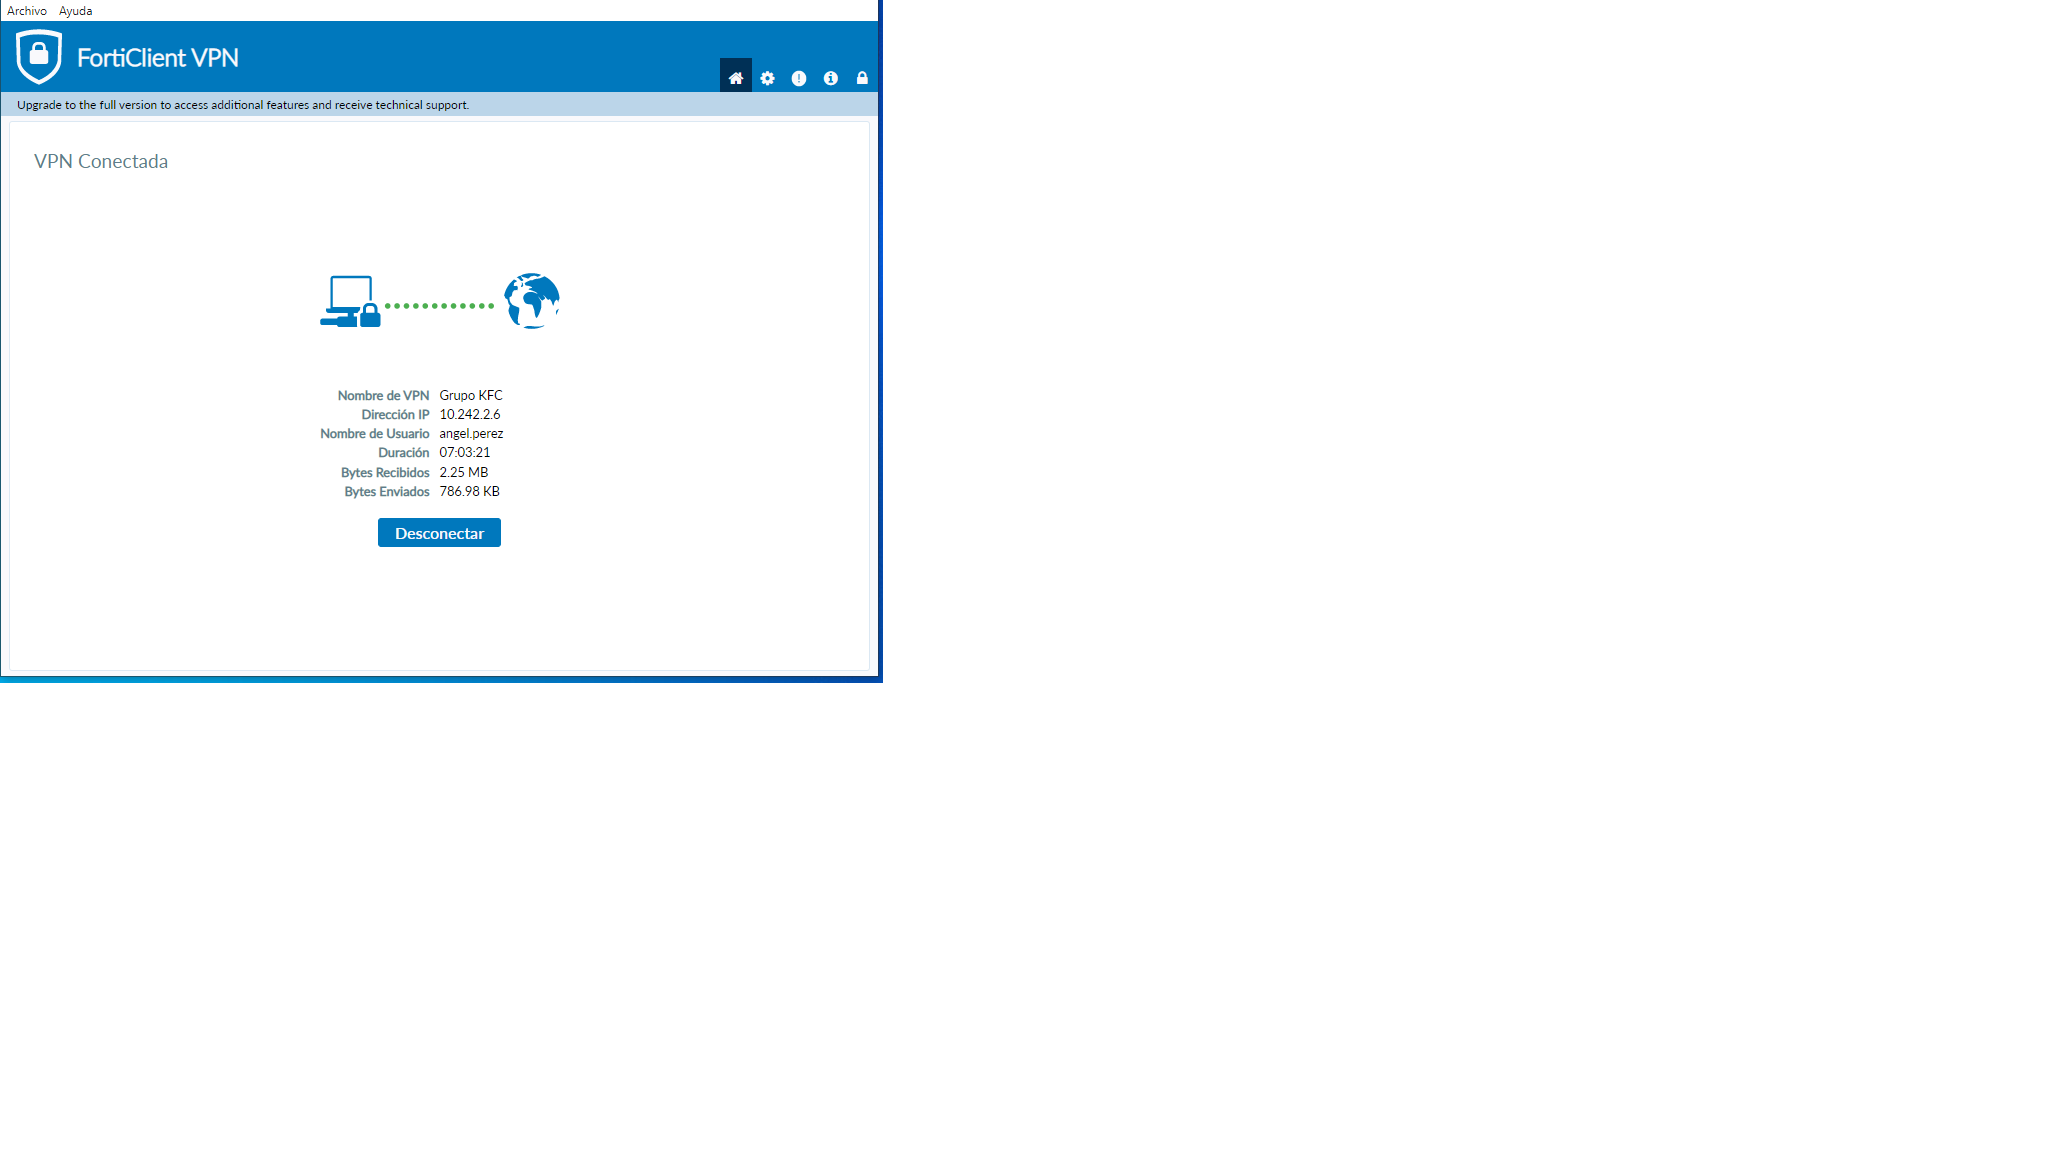 Archivo Ayuda
FortiClient VPN
Upgrade to the full version to access additional features and receive technical support.
VPN Conectada
Nombre de VPN Grupo KFC
Dirección IP 10.242.2.6
Nombre de Usuario angel.perez
Duración 07:03:21
Bytes Recibidos 2.25 MB
Bytes Enviados 786.98 KB
Desconectar